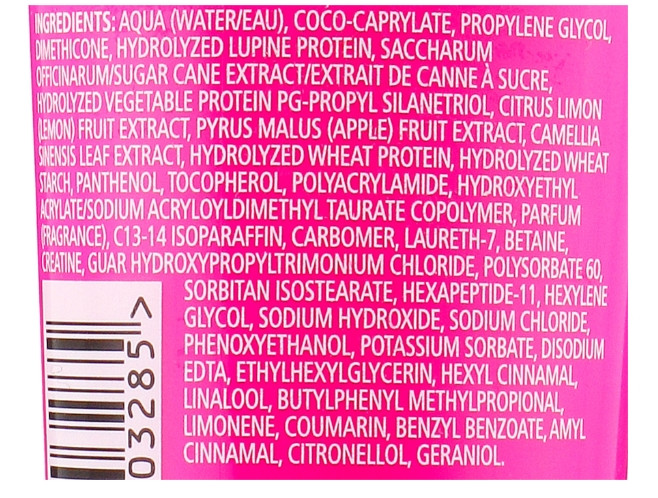 INGREDIENTS: AQUA (WATER/EAU), COCO-CAPRYLATE, PROPYLENE GLYCOL,
DIMETHICONE, HYDROLYZED LUPINE PROTEIN, SACCHARUM
OFFICINARUM/SUGAR CANE EXTRACT/EXTRAIT DE CANNE À SUCRE,
HYDROLYZED VEGETABLE PROTEIN PG-PROPYL SILANETRIOL, CITRUS LIMON
(LEMON) FRUIT EXTRACT, PYRUS MALUS (APPLE) FRUIT EXTRACT, CAMELLIA
SINENSIS LEAF EXTRACT, HYDROLYZED WHEAT PROTEIN, HYDROLYZED WHEAT
STARCH, PANTHENOL, TOCOPHEROL, POLYACRYLAMIDE, HYDROXYETHYL
ACRYLATE/SODIUM ACRYLOYLDIMETHYL TAURATE COPOLYMER, PARFUM
(FRAGRANCE), C13-14 ISOPARAFFIN, CARBOMER, LAURETH-7, BETAINE,
CREATINE, GUAR HYDROXYPROPYLTRIMONIUM CHLORIDE, POLYSORBATE 60,
SORBITAN ISOSTEARATE, HEXAPEPTIDE-11, HEXYLENE
GLYCOL, SODIUM HYDROXIDE, SODIUM CHLORIDE,
PHENOXYETHANOL, POTASSIUM SORBATE, DISODIUM
EDTA, ETHYLHEXYLGLYCERIN, HEXYL CINNAMAL,
LINALOOL, BUTYLPHENYL METHYLPROPIONAL,
LIMONENE, COUMARIN, BENZYL BENZOATE, AMYL
CINNAMAL, CITRONELLOL, GERANIOL.
03285>